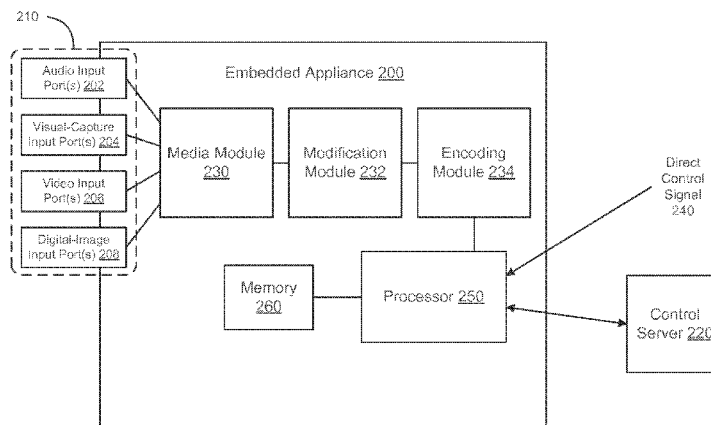 210
Audio Input
Port(s) 202
Visual-Capture
Input Port(s) 204
Video Input
Port(s) 206
Digital-Image
Input Port(s) 208
Embedded Appliance 200
Media Module
230
Modification
Module 232
Encoding
Module 234
Direct
Control
Signal
240
Memory
260
Processor 250
Control
Server 220